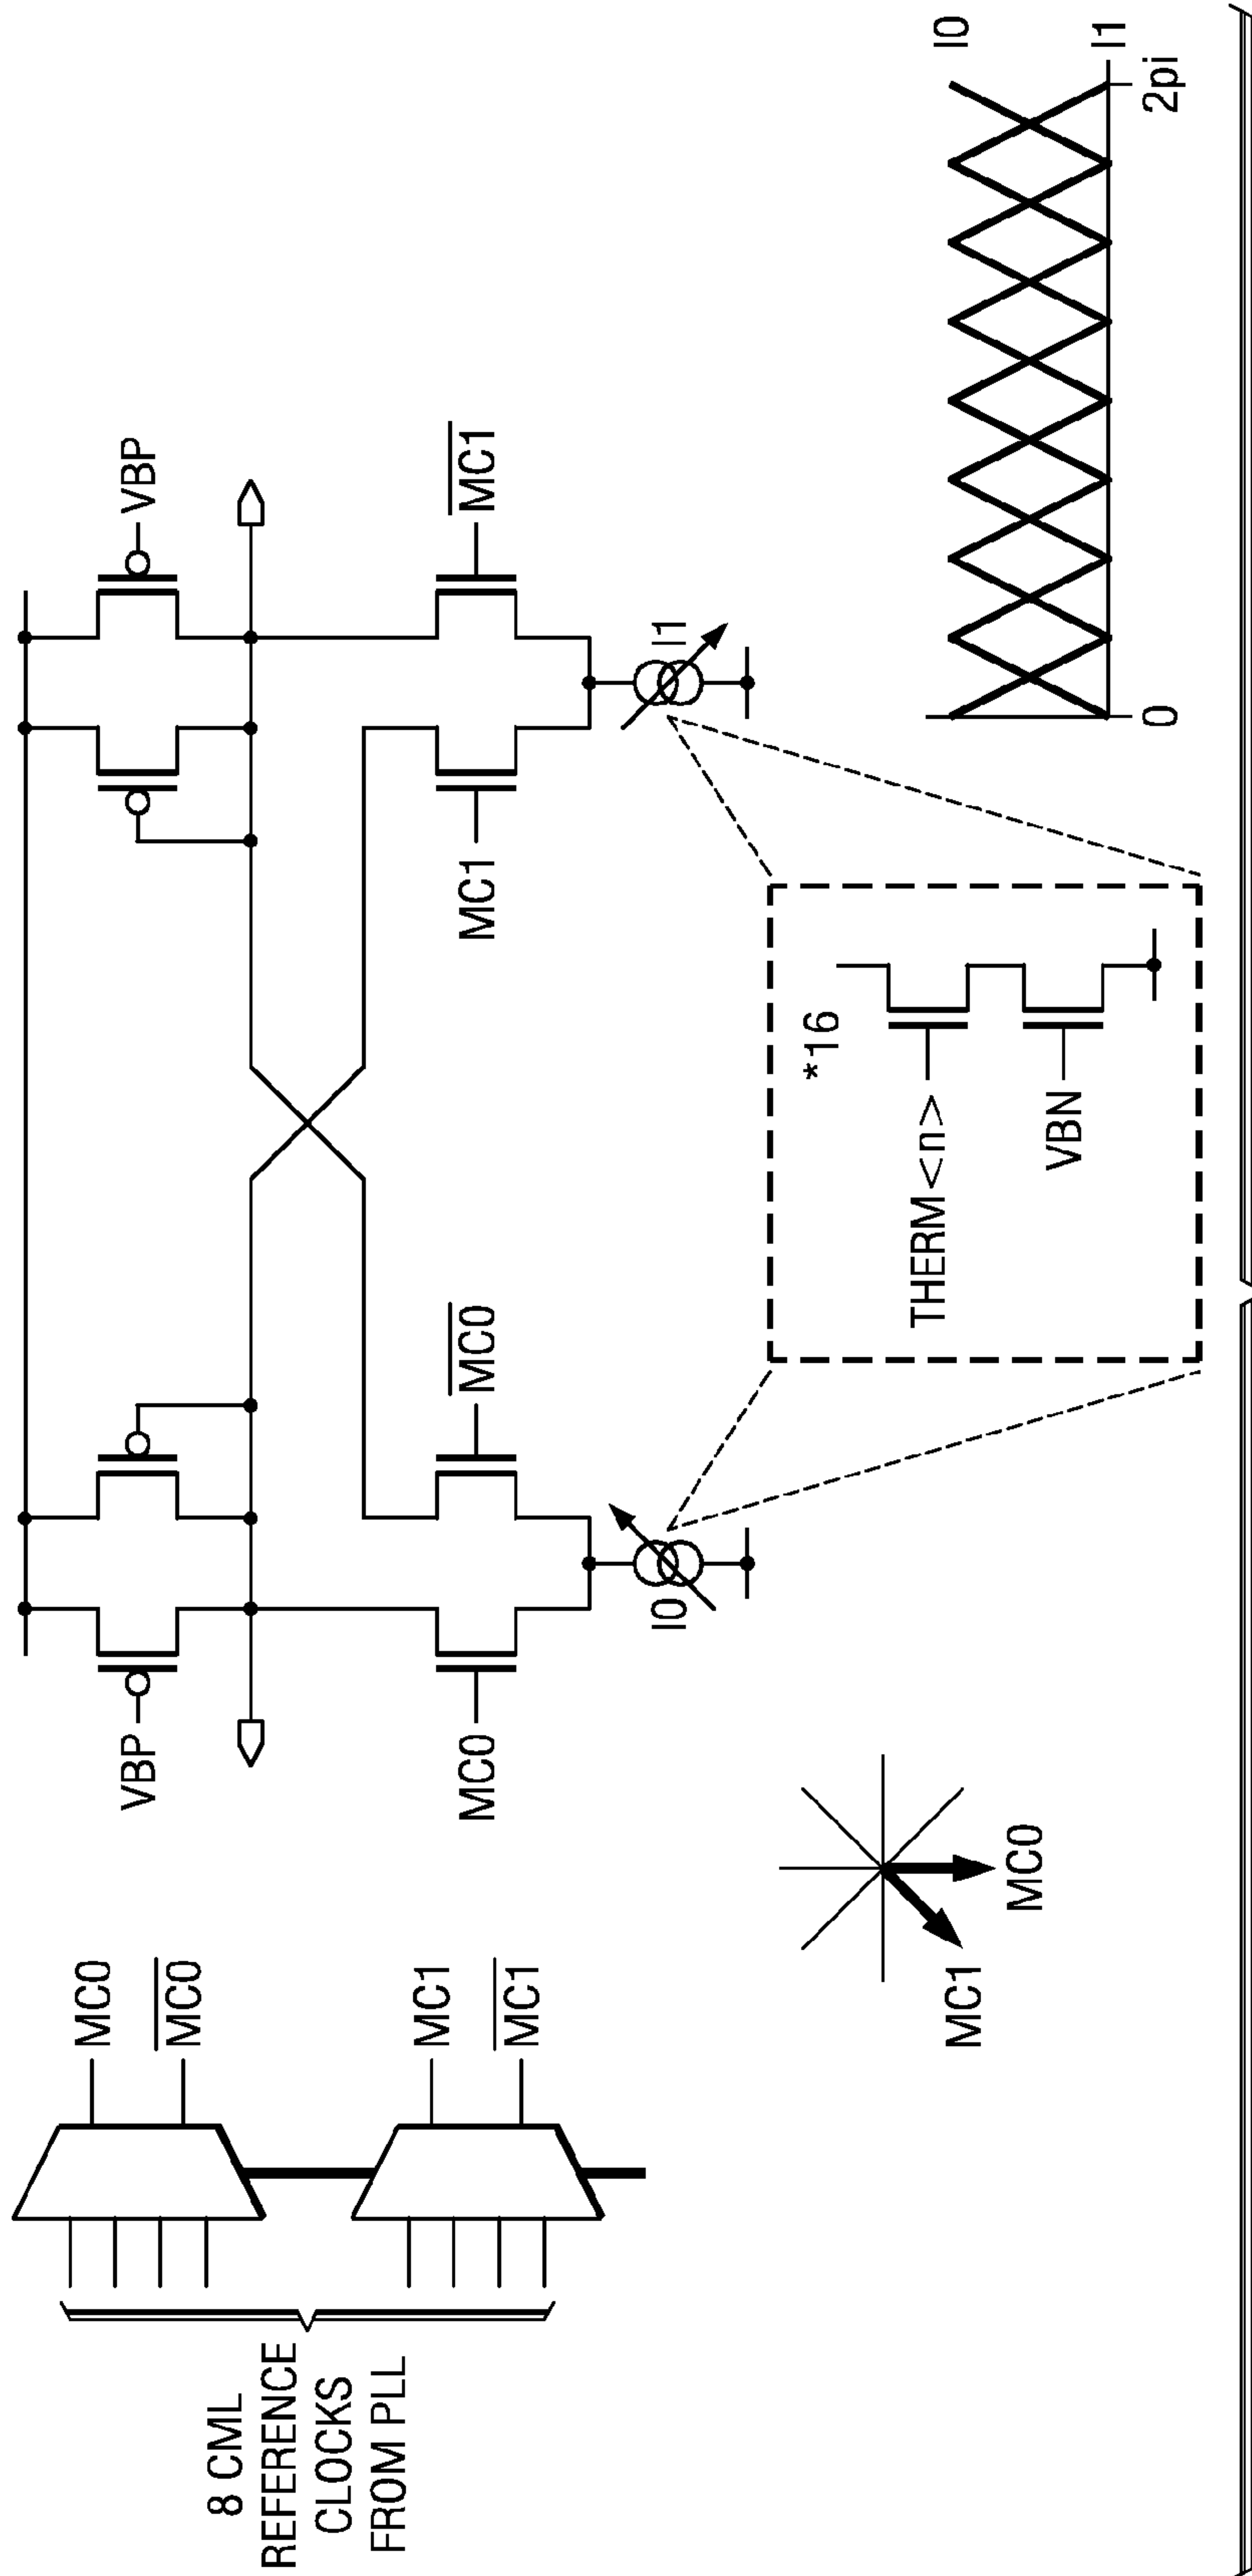 8 CML
REFERENCE
CLOCKS
FROM PLL
MC0
MC0
MC1
MC1
VBP
VBP
MC0
MC0
MC1
MC1
I0
I1
MC1
MC0
*16
THERM<n>
VBN
I0
I1
0
2pi